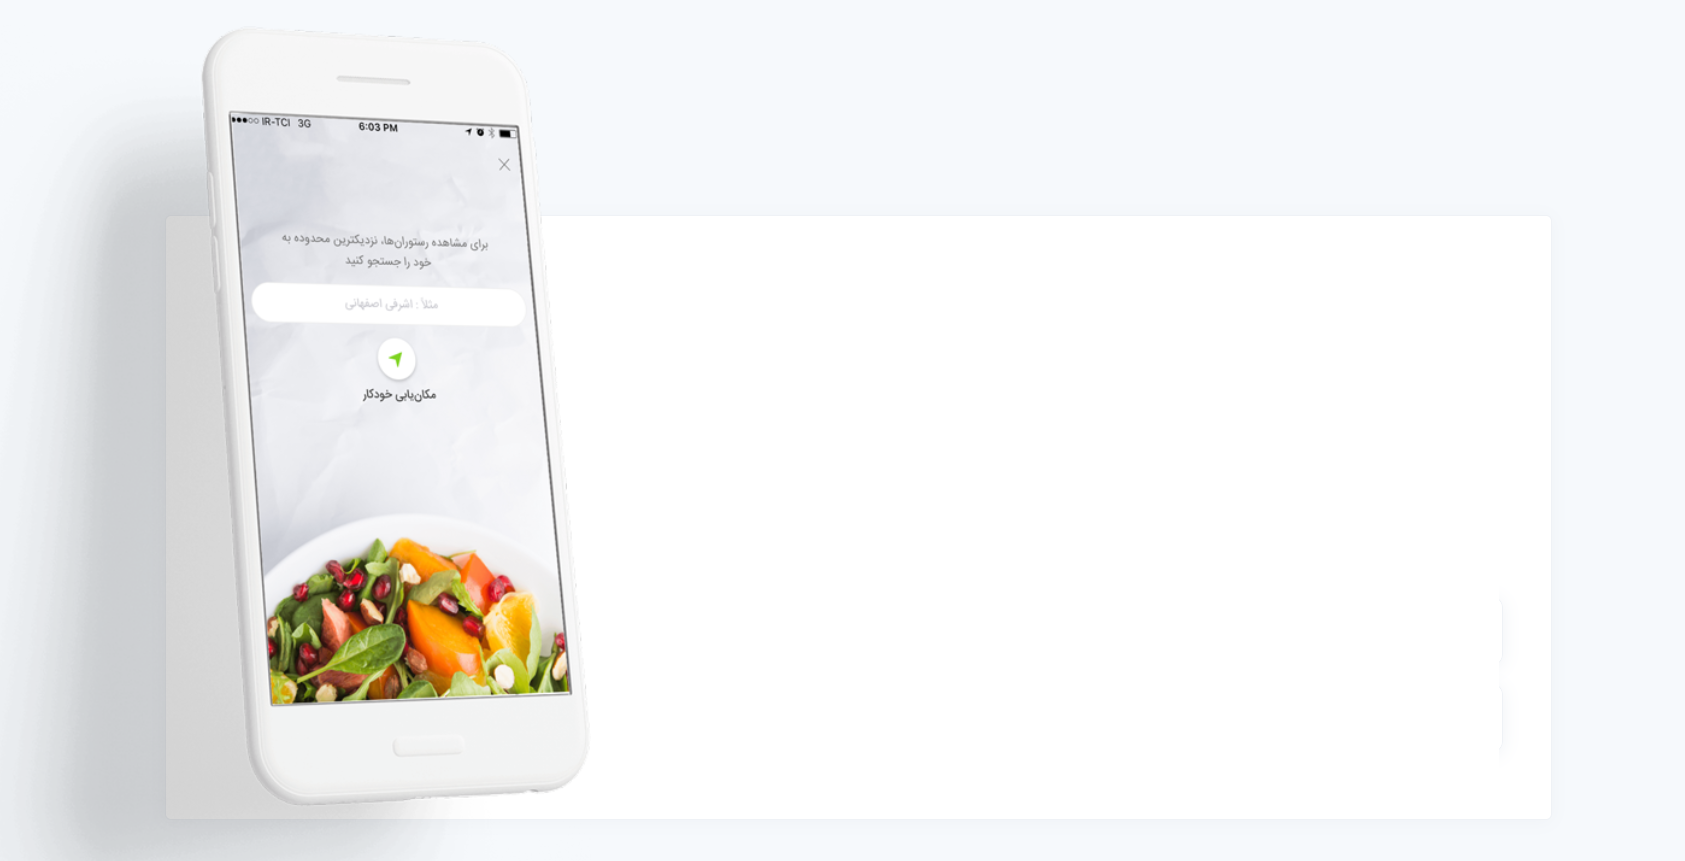 IR-TCI 3G 6:03 PM
برای مشاهده رستوران‌ها، نزدیکترین محدوده به
خود را جستجو کنید
مثلاً : اشرفی اصفهانی
مکان‌یابی خودکار